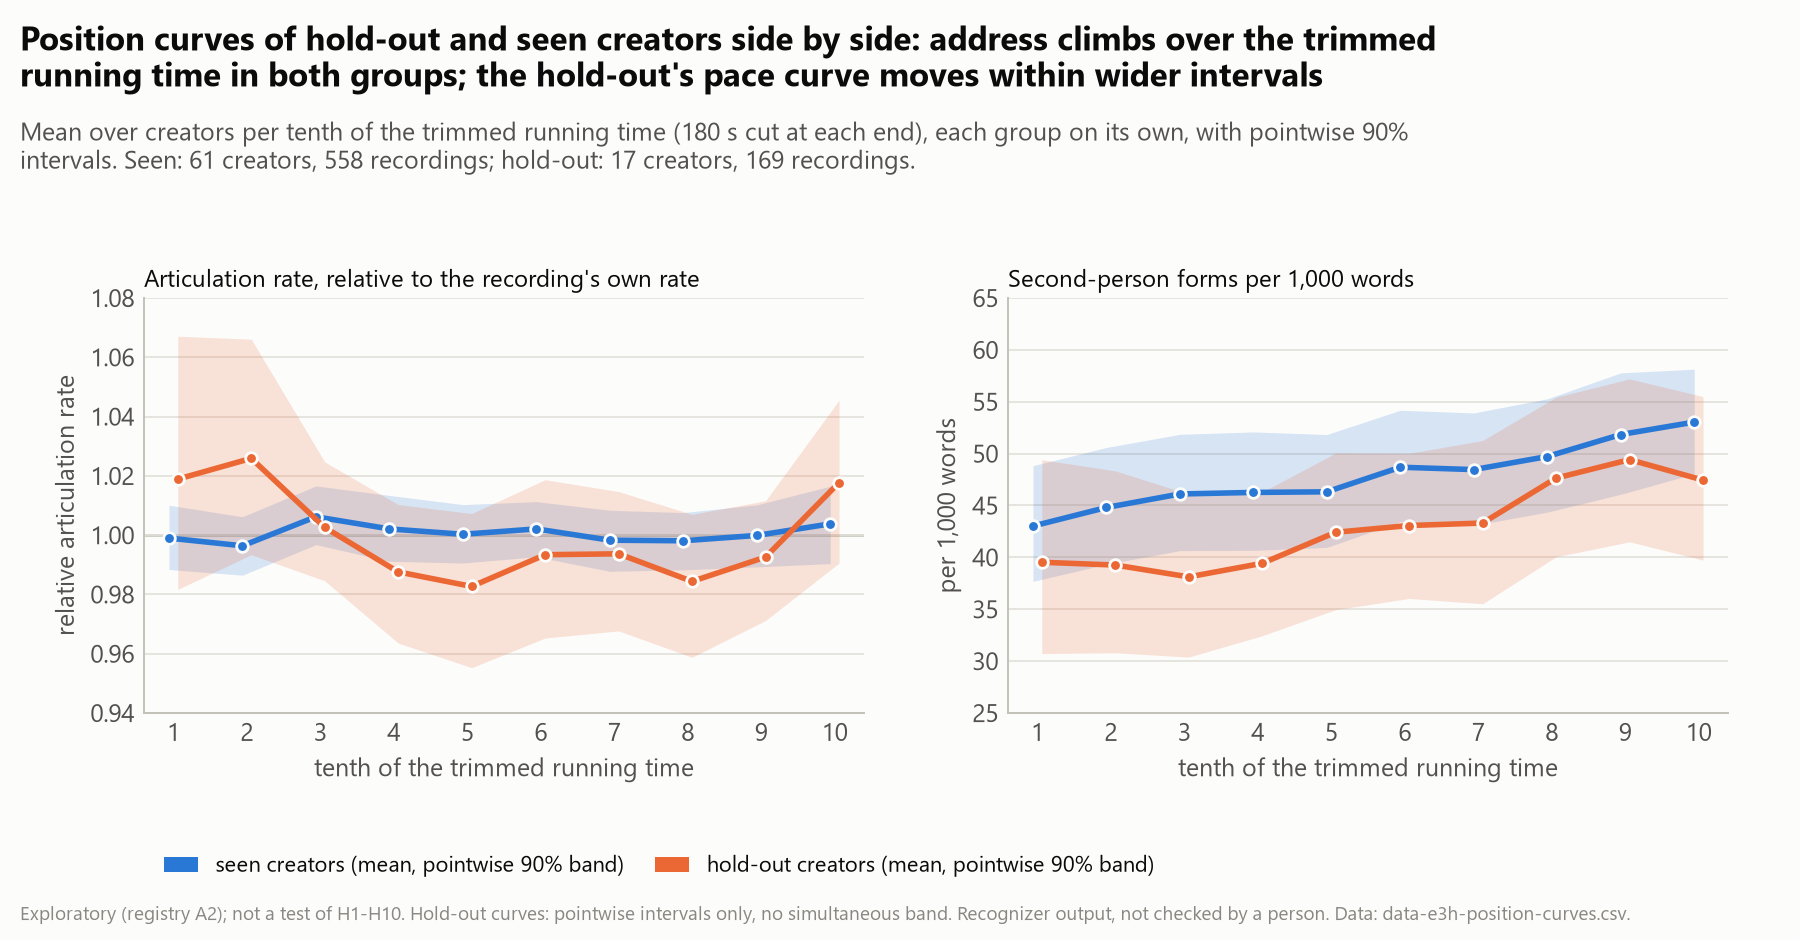 Position curves of hold-out and seen creators side by side: address climbs over the trimmed
running time in both groups; the hold-out's pace curve moves within wider intervals
Mean over creators per tenth of the trimmed running time (180 s cut at each end), each group on its own, with pointwise 90%
intervals. Seen: 61 creators, 558 recordings; hold-out: 17 creators, 169 recordings.
Articulation rate, relative to the recording's own rate
1.08
1.06
1.04
1.02
1.00
0.98
0.96
0.94
relative articulation rate
1 2 3 4 5 6 7 8 9 10
tenth of the trimmed running time
Second-person forms per 1,000 words
65
60
55
50
45
40
35
30
25
per 1,000 words
1 2 3 4 5 6 7 8 9 10
tenth of the trimmed running time
seen creators (mean, pointwise 90% band)
hold-out creators (mean, pointwise 90% band)
Exploratory (registry A2); not a test of H1-H10. Hold-out curves: pointwise intervals only, no simultaneous band. Recognizer output, not checked by a person. Data: data-e3h-position-curves.csv.